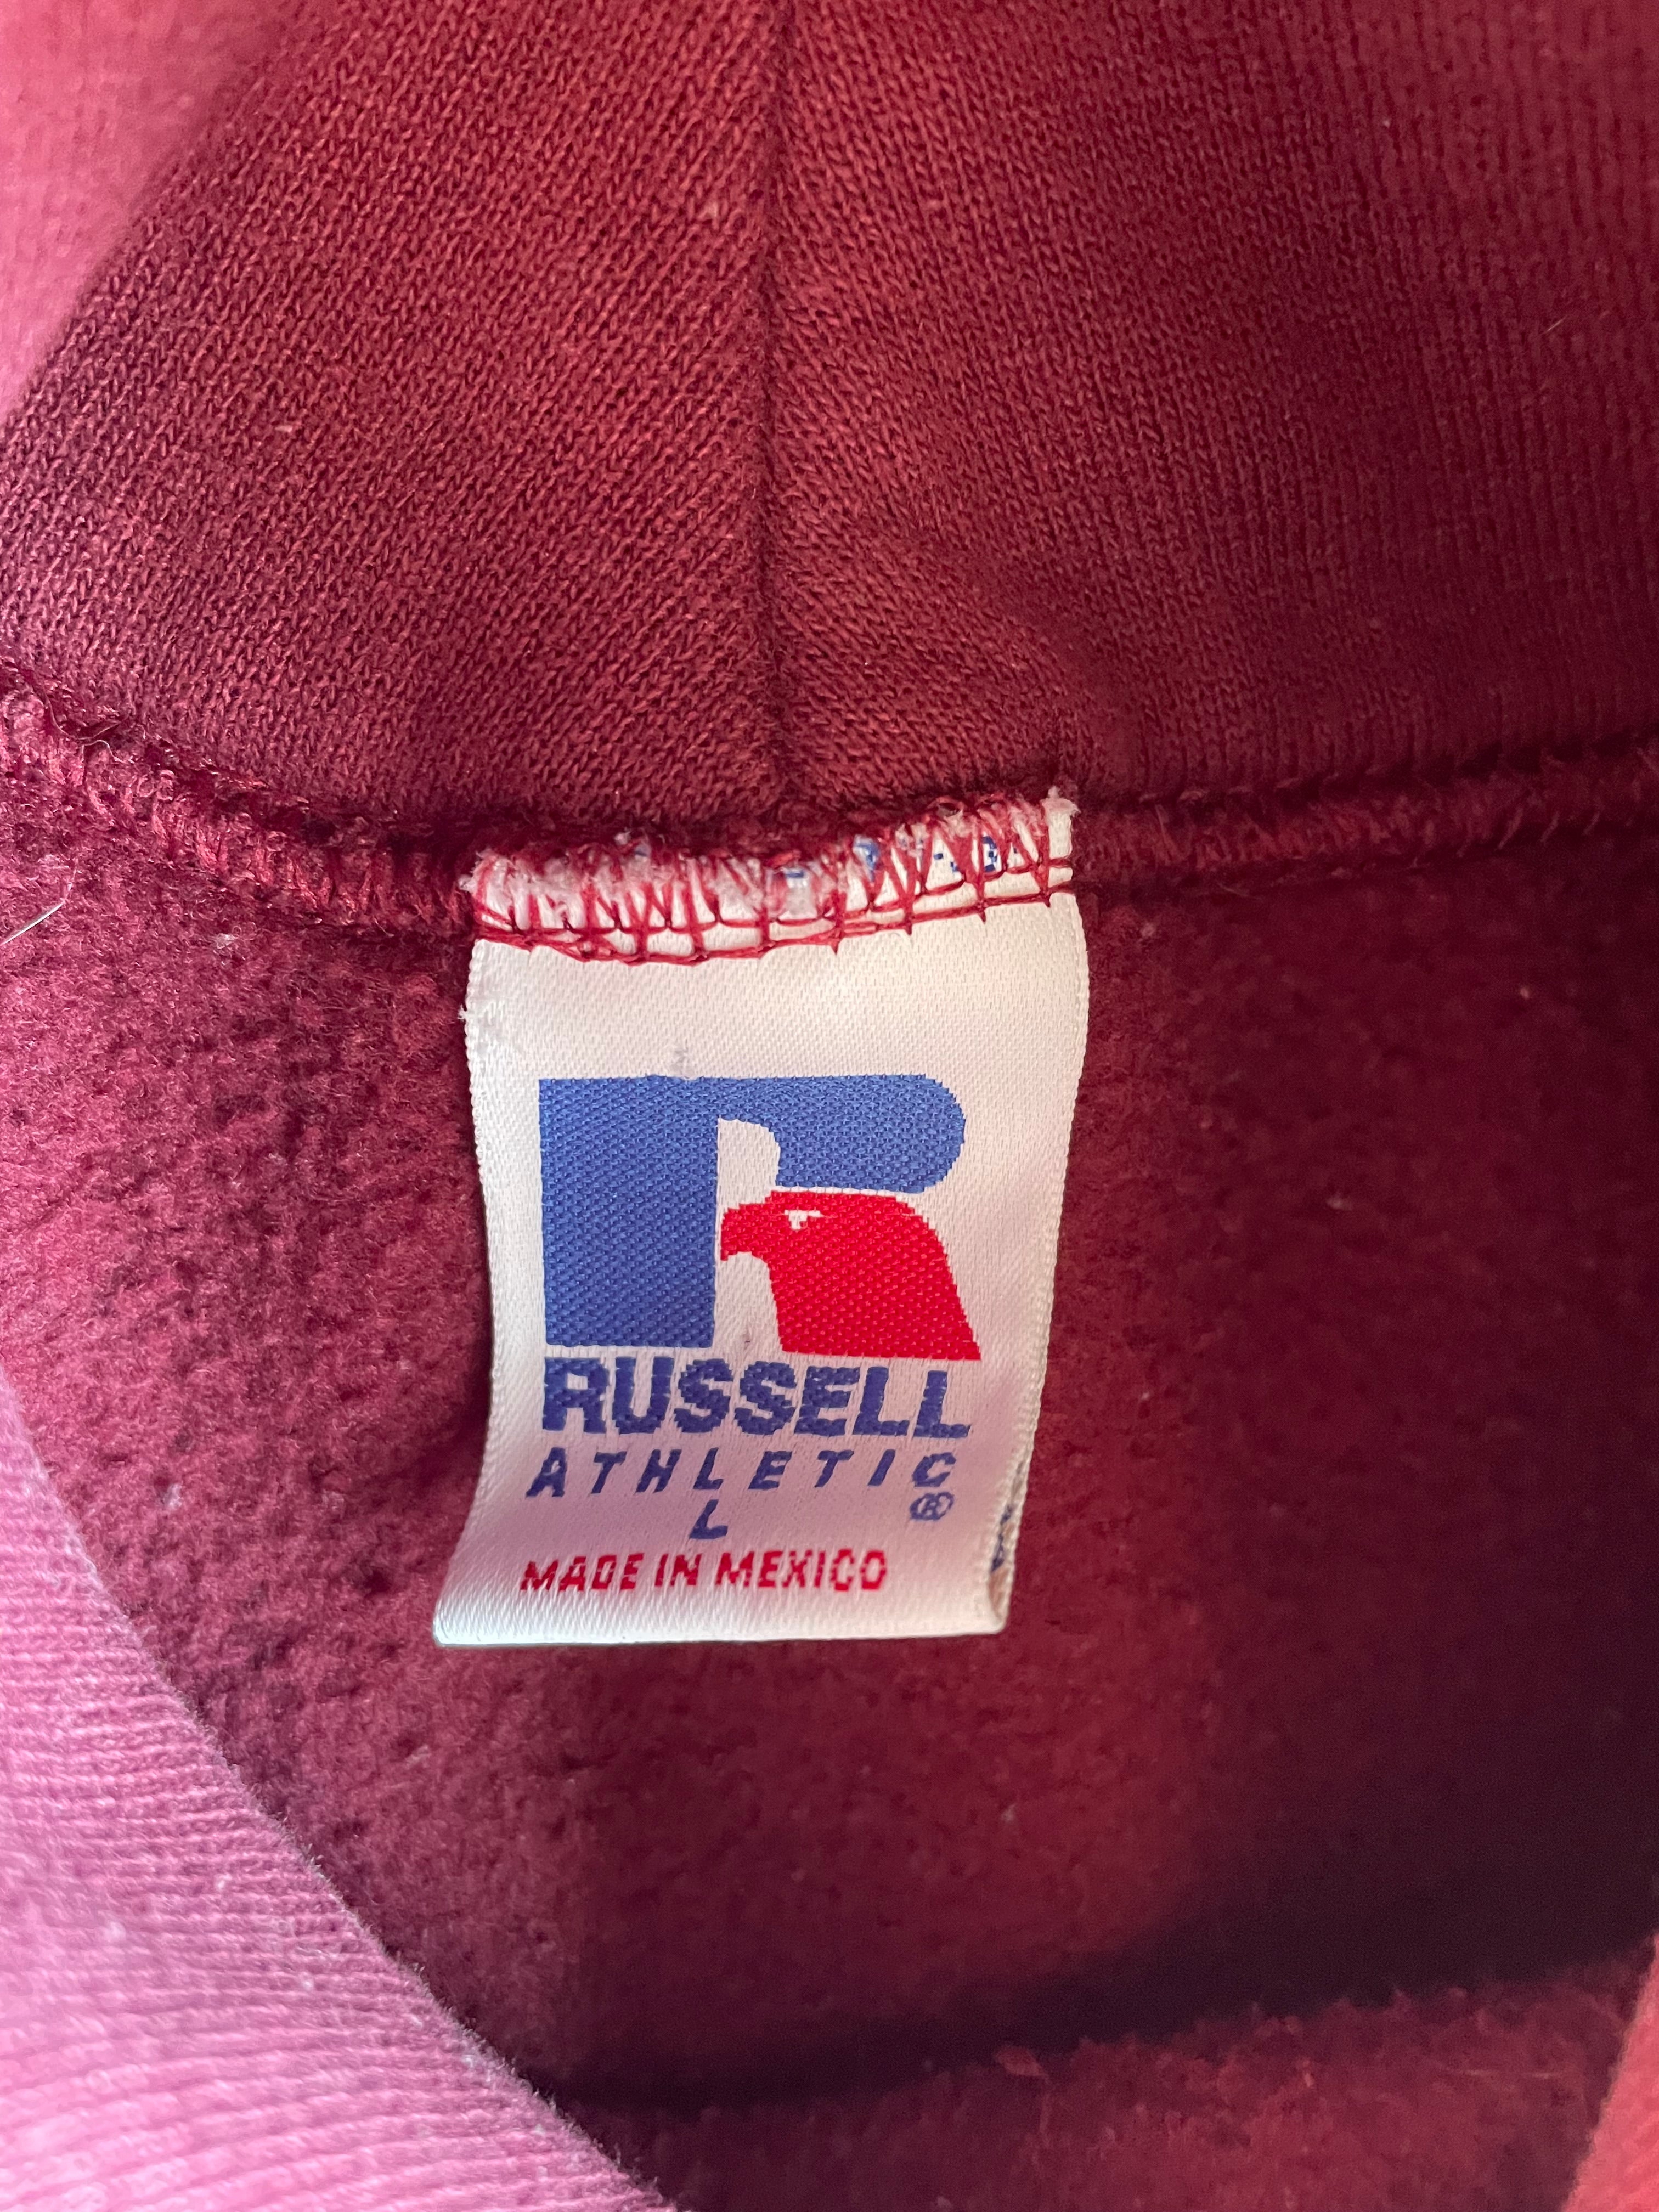 RUSSELL
ATHLETIC
®
L
MADE IN MEXICO